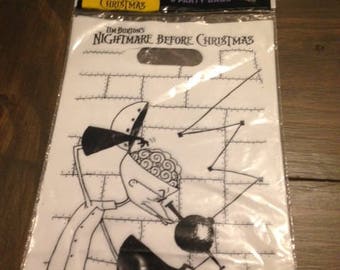 CHRISTMAS
PARTY BAGS
TIM BURTON'S
NIGHTMARE BEFORE CHRISTMAS